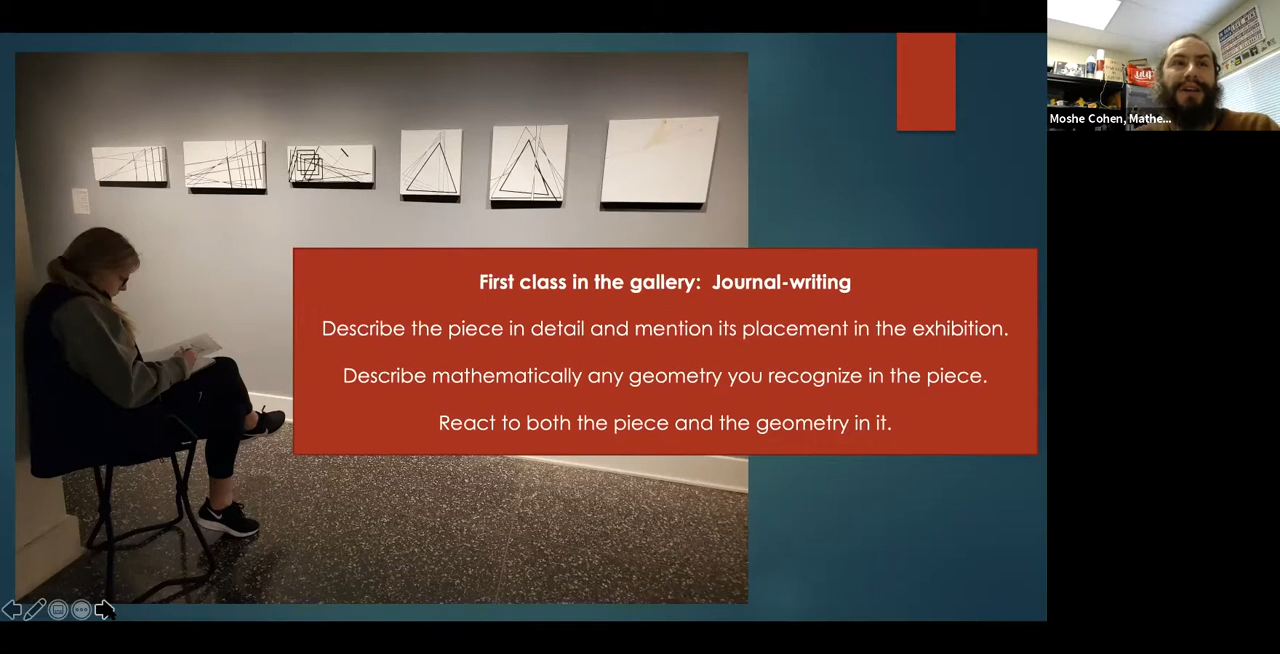 First class in the gallery: Journal-writing
Describe the piece in detail and mention its placement in the exhibition.
Describe mathematically any geometry you recognize in the piece.
React to both the piece and the geometry in it.
Moshe Cohen, Mathe...